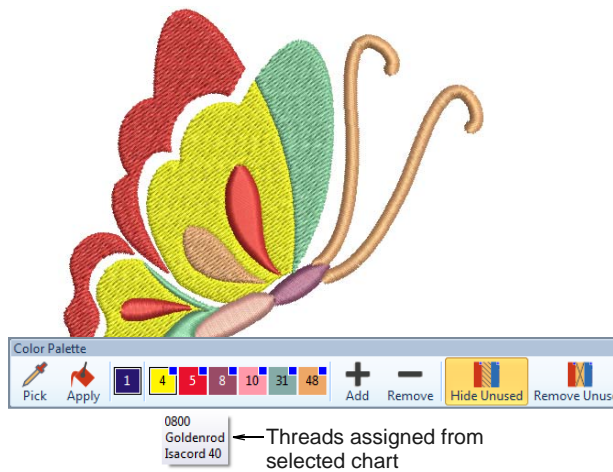 Color Palette
1 4 5 8 10 31 48
Pick Apply Add Remove Hide Unused Remove
0800
Goldenrod
Isacord 40
Threads assigned from
selected chart